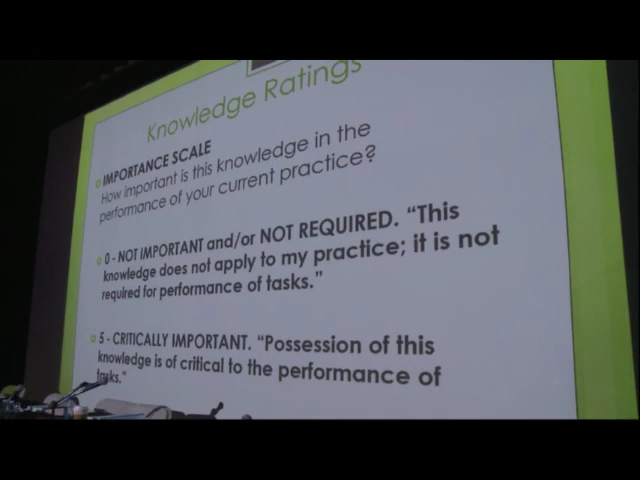 Knowledge Ratings
IMPORTANCE SCALE
How important is this knowledge in the
performance of your current practice?
0 - NOT IMPORTANT and/or NOT REQUIRED. “This
knowledge does not apply to my practice; it is not
required for performance of tasks.”
5 - CRITICALLY IMPORTANT. “Possession of this
knowledge is of critical to the performance of
tasks.”